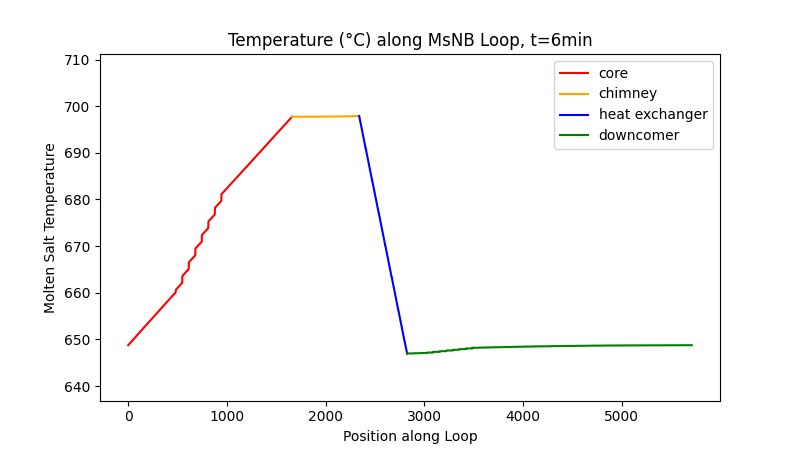 Temperature (°C) along MsNB Loop, t=6min
core
chimney
heat exchanger
downcomer
Molten Salt Temperature
710
700
690
680
670
660
650
640
0 1000 2000 3000 4000 5000
Position along Loop